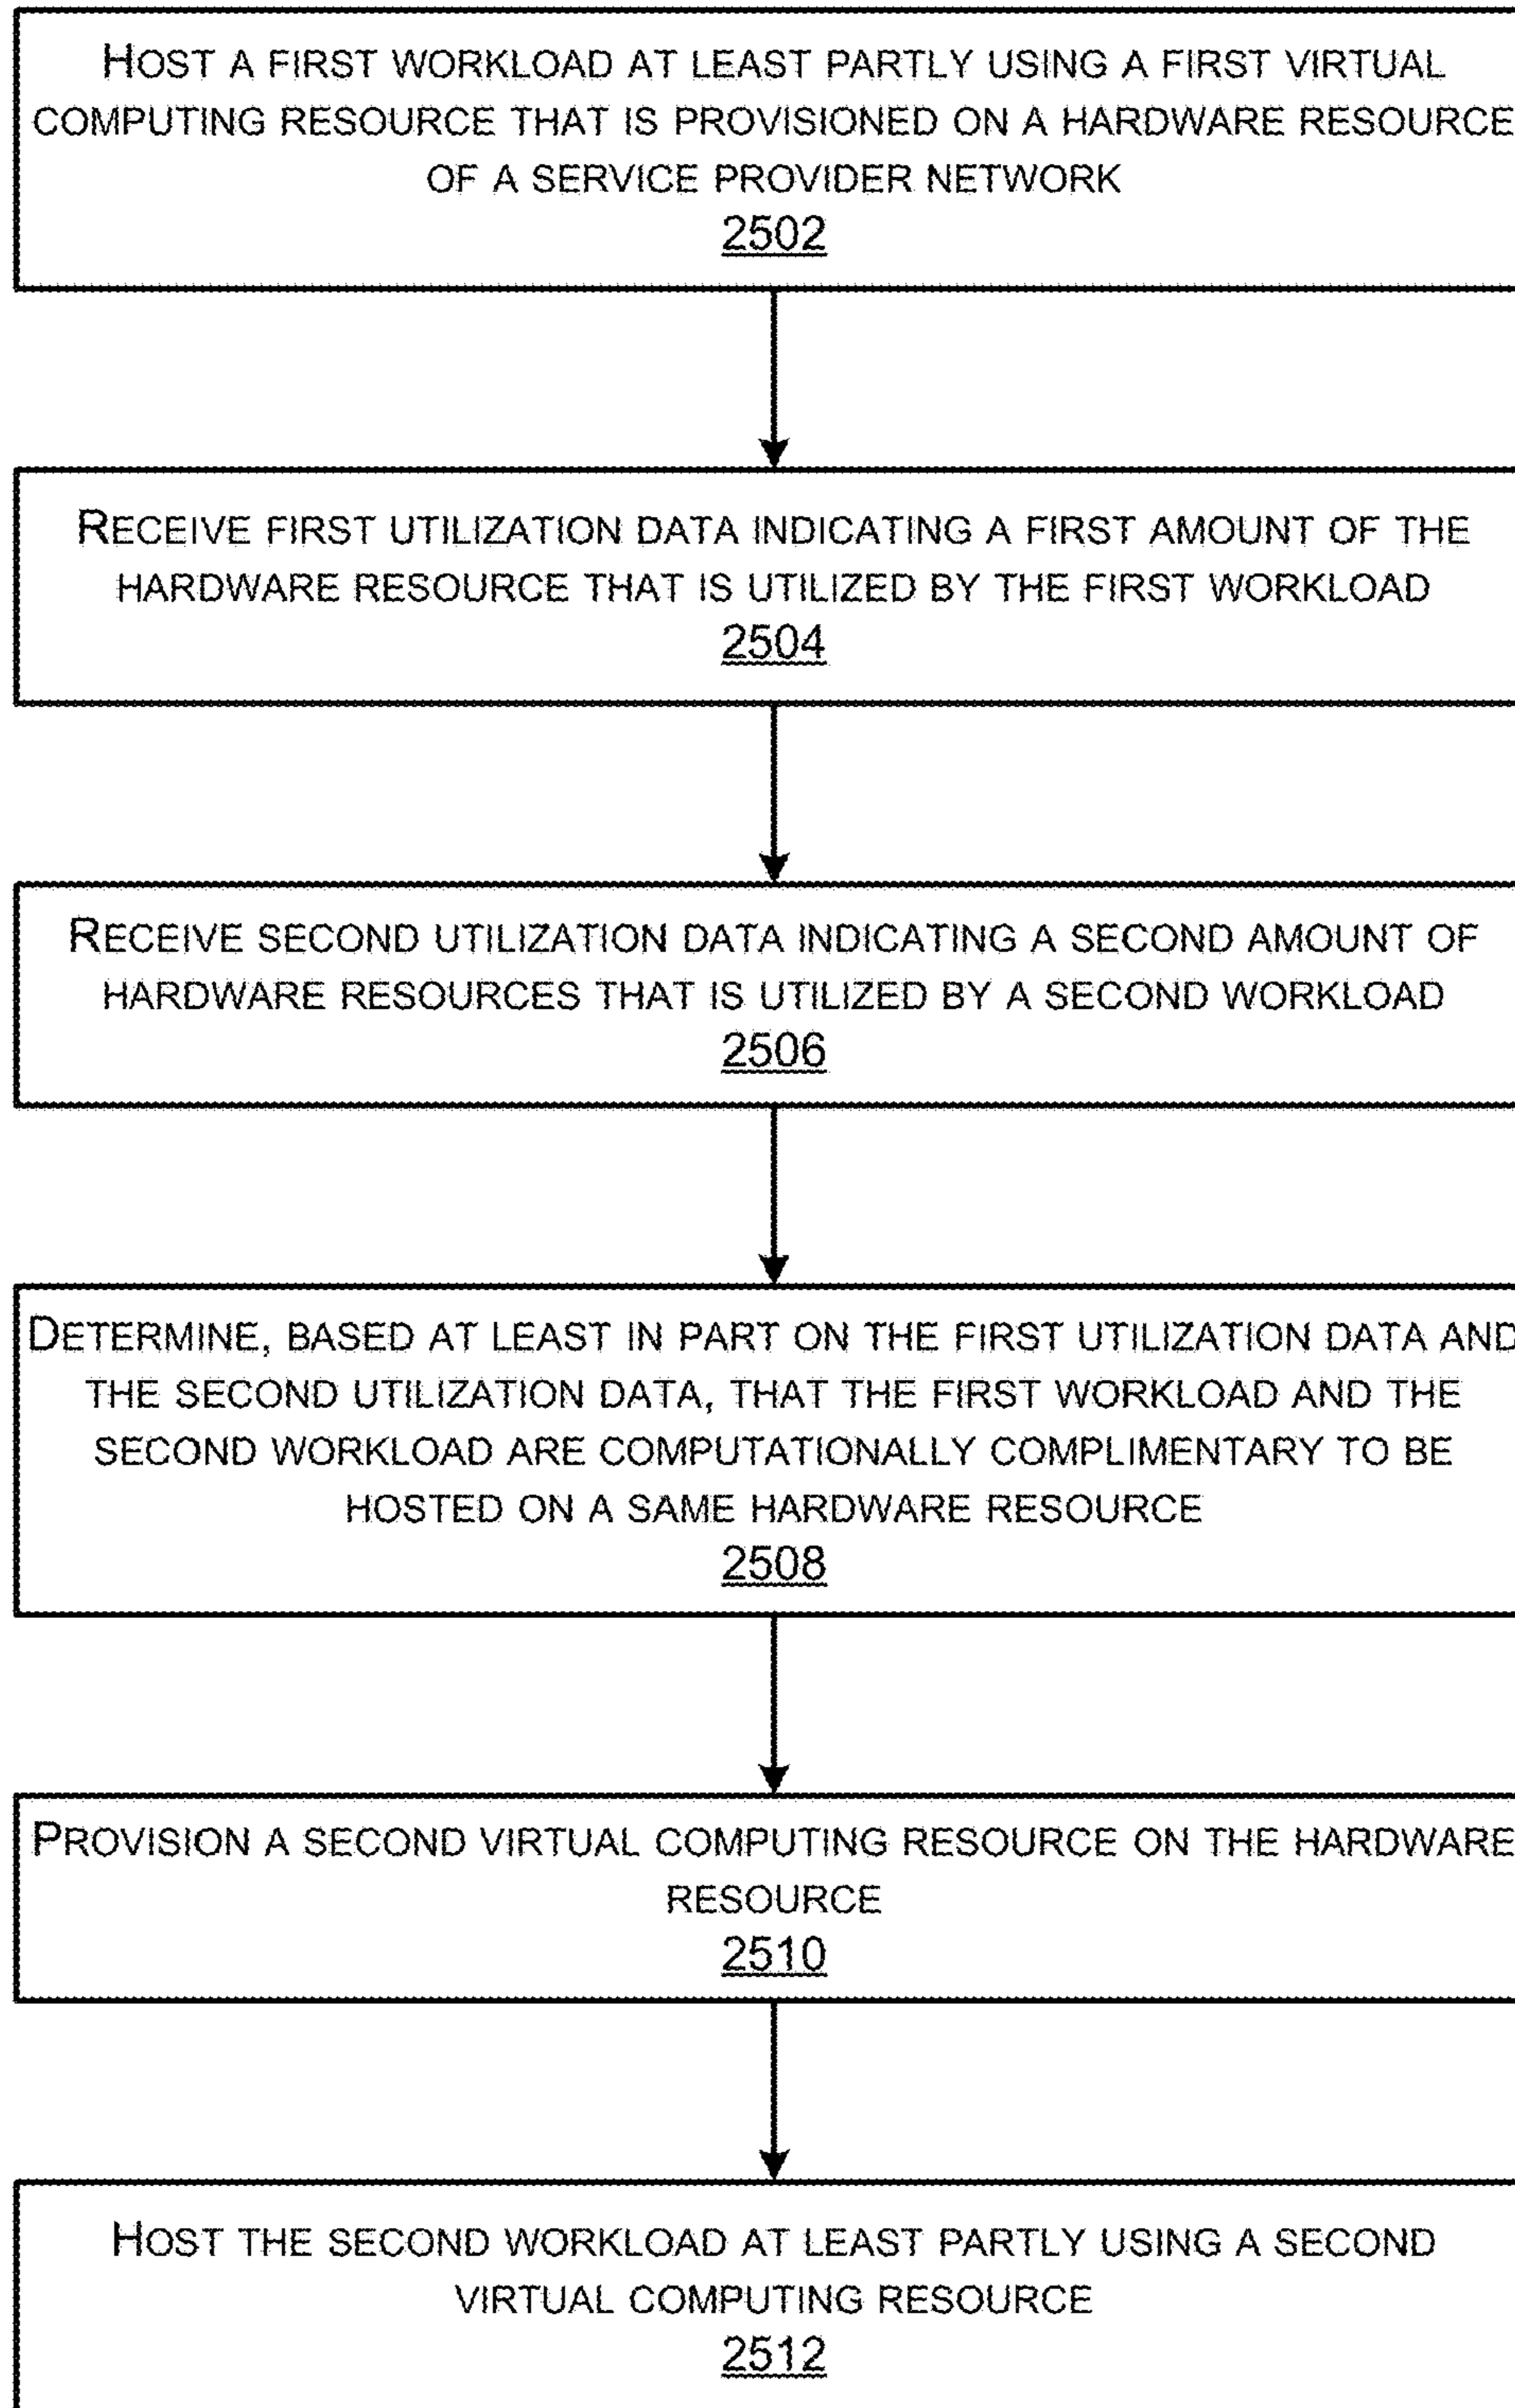 HOST A FIRST WORKLOAD AT LEAST PARTLY USING A FIRST VIRTUAL
COMPUTING RESOURCE THAT IS PROVISIONED ON A HARDWARE RESOURCE
OF A SERVICE PROVIDER NETWORK
2502
RECEIVE FIRST UTILIZATION DATA INDICATING A FIRST AMOUNT OF THE
HARDWARE RESOURCE THAT IS UTILIZED BY THE FIRST WORKLOAD
2504
RECEIVE SECOND UTILIZATION DATA INDICATING A SECOND AMOUNT OF
HARDWARE RESOURCES THAT IS UTILIZED BY A SECOND WORKLOAD
2506
DETERMINE, BASED AT LEAST IN PART ON THE FIRST UTILIZATION DATA AND
THE SECOND UTILIZATION DATA, THAT THE FIRST WORKLOAD AND THE
SECOND WORKLOAD ARE COMPUTATIONALLY COMPLIMENTARY TO BE
HOSTED ON A SAME HARDWARE RESOURCE
2508
PROVISION A SECOND VIRTUAL COMPUTING RESOURCE ON THE HARDWARE
RESOURCE
2510
HOST THE SECOND WORKLOAD AT LEAST PARTLY USING A SECOND
VIRTUAL COMPUTING RESOURCE
2512